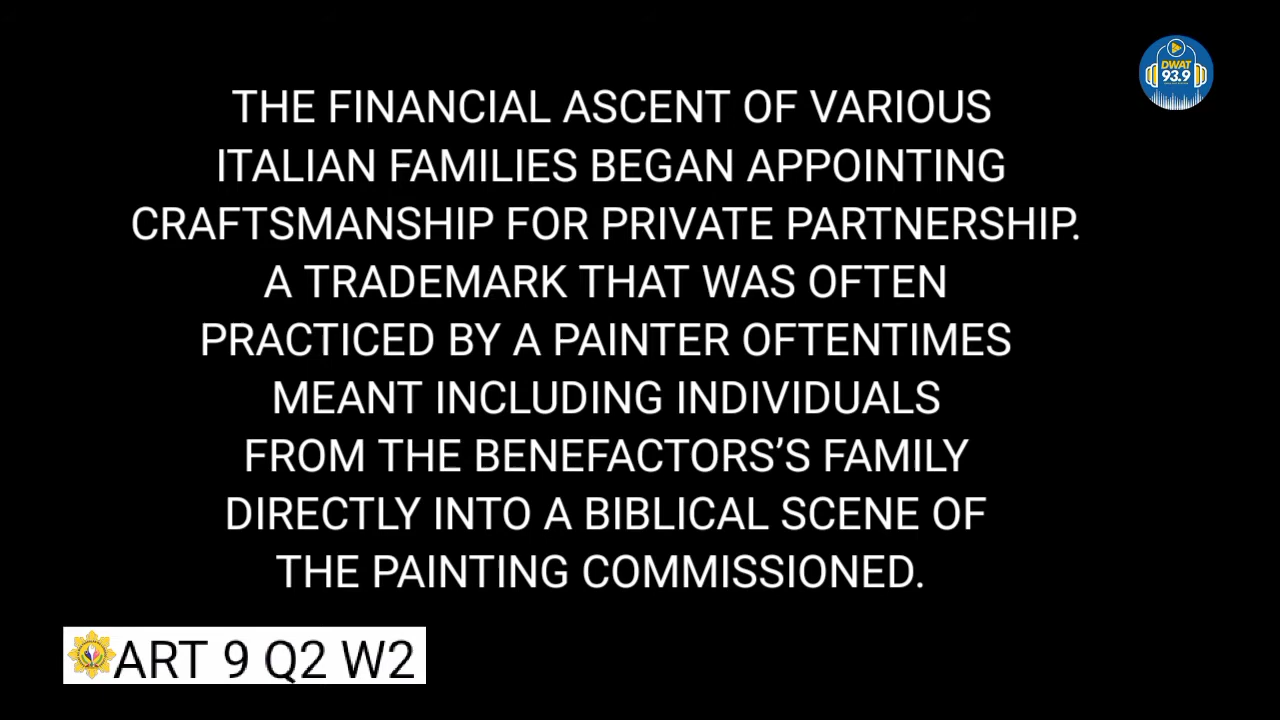 DWAT
93.9
THE FINANCIAL ASCENT OF VARIOUS
ITALIAN FAMILIES BEGAN APPOINTING
CRAFTSMANSHIP FOR PRIVATE PARTNERSHIP.
A TRADEMARK THAT WAS OFTEN
PRACTICED BY A PAINTER OFTENTIMES
MEANT INCLUDING INDIVIDUALS
FROM THE BENEFACTORS’S FAMILY
DIRECTLY INTO A BIBLICAL SCENE OF
THE PAINTING COMMISSIONED.
ART 9 Q2 W2